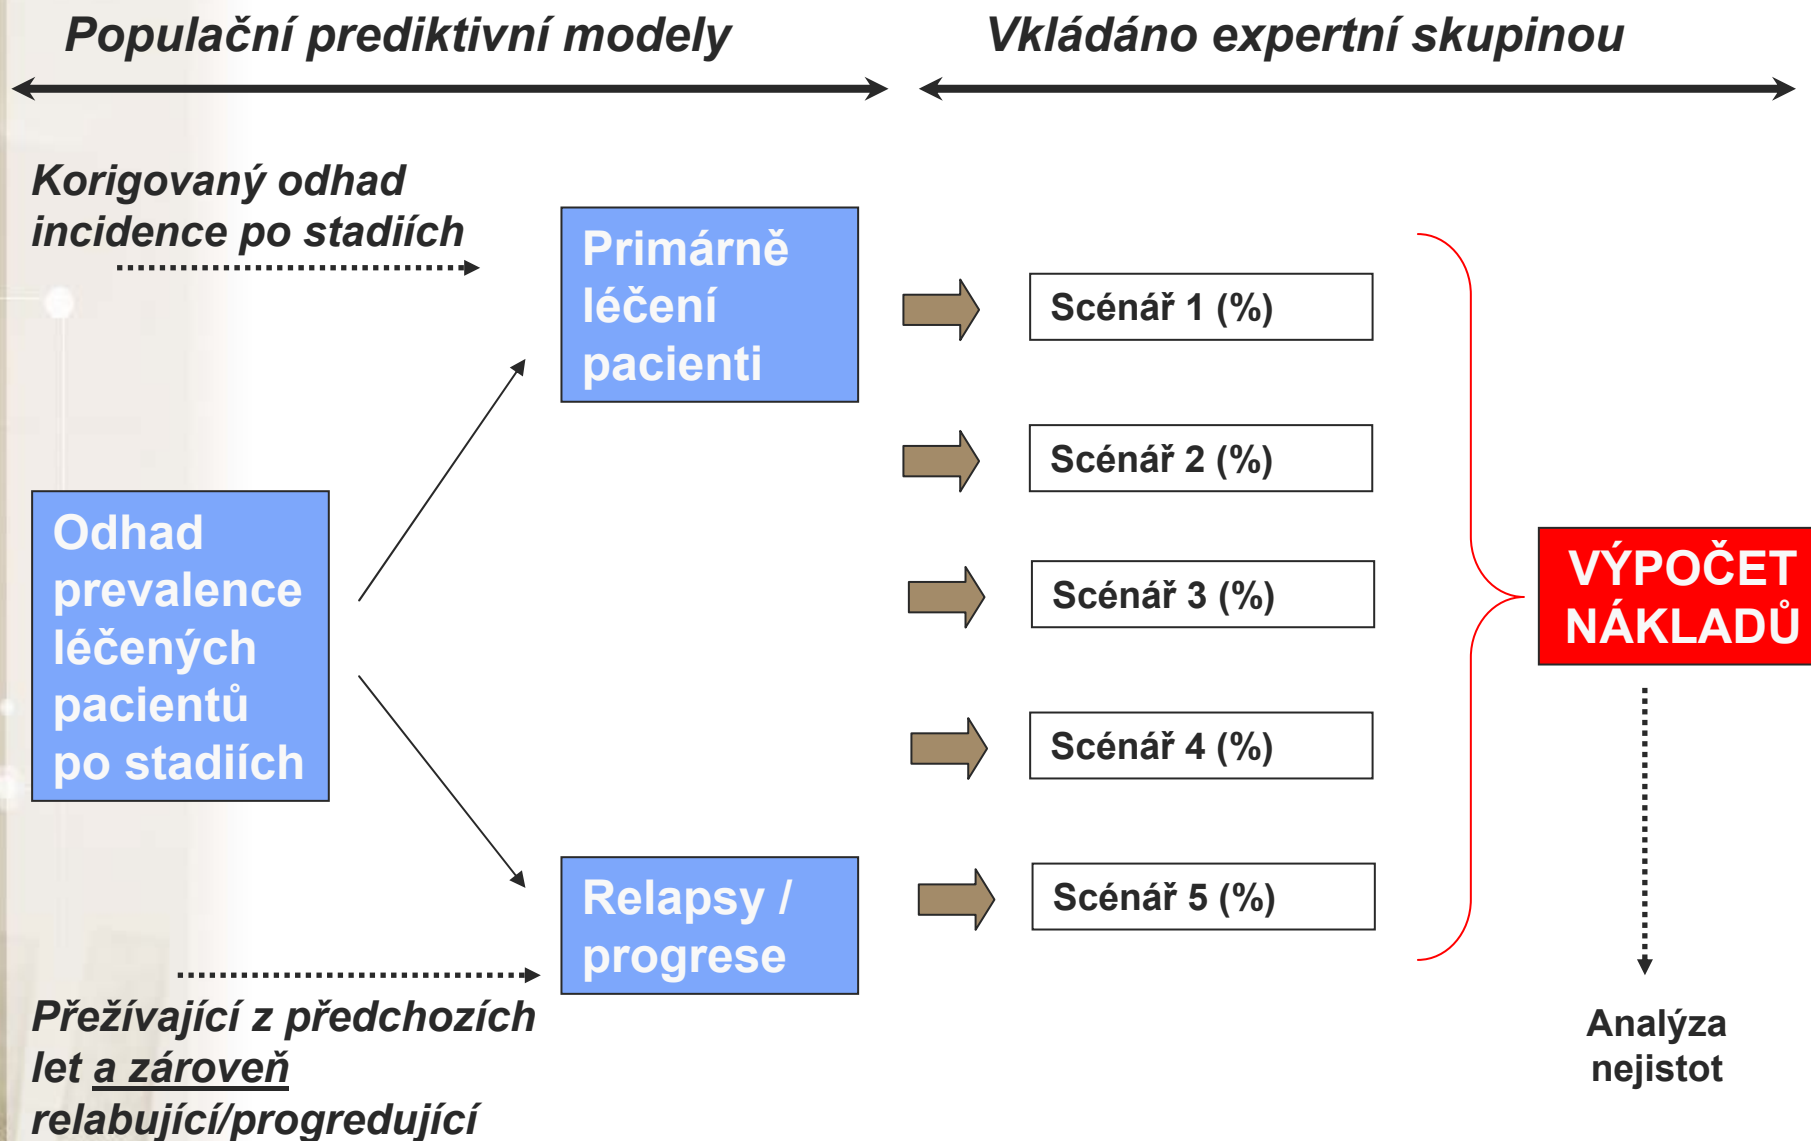 Populační prediktivní modely
Vkládáno expertní skupinou
Korigovaný odhad
incidence po stadiích
Primárně
léčení
pacienti
Odhad
prevalence
léčených
pacientů
po stadiích
Relapsy /
progrese
Přežívající z předchozích
let a zároveň
relabující/progredující
Scénář 1 (%)
Scénář 2 (%)
Scénář 3 (%)
Scénář 4 (%)
Scénář 5 (%)
VÝPOČET
NÁKLADŮ
Analýza
nejistot